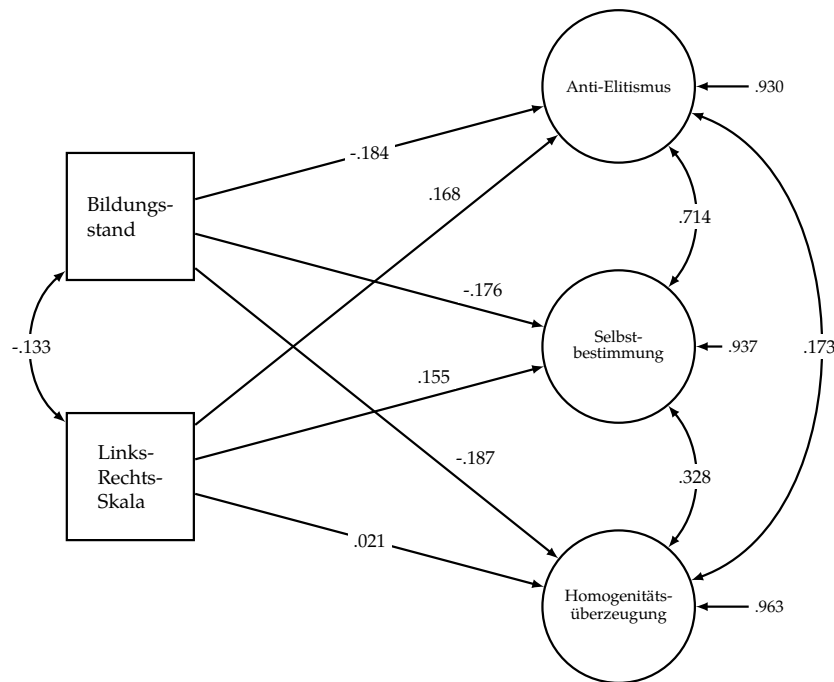 Anti-Elitismus
.930
-.184
.168
Bildungs-
stand
.714
-.176
Selbst-
bestimmung
.937
-.133
.173
.155
Links-
Rechts-
Skala
-.187
.328
.021
Homogenitäts-
überzeugung
.963